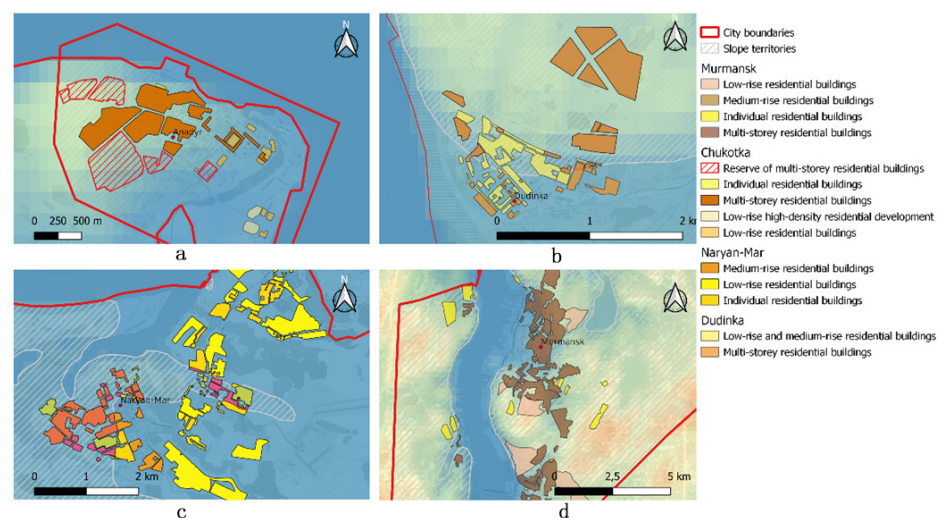 N
Anadyr
0 250 500 m
a
N
Dudinka
0 1 2 km
b
N
Naryan-Mar
0 1 2 km
c
N
Murmansk
0 2,5 5 km
d
City boundaries
Slope territories
Murmansk
Low-rise residential buildings
Medium-rise residential buildings
Individual residential buildings
Multi-storey residential buildings
Chukotka
Reserve of multi-storey residential buildings
Individual residential buildings
Multi-storey residential buildings
Low-rise high-density residential development
Low-rise residential buildings
Naryan-Mar
Medium-rise residential buildings
Low-rise residential buildings
Individual residential buildings
Dudinka
Low-rise and medium-rise residential buildings
Multi-storey residential buildings